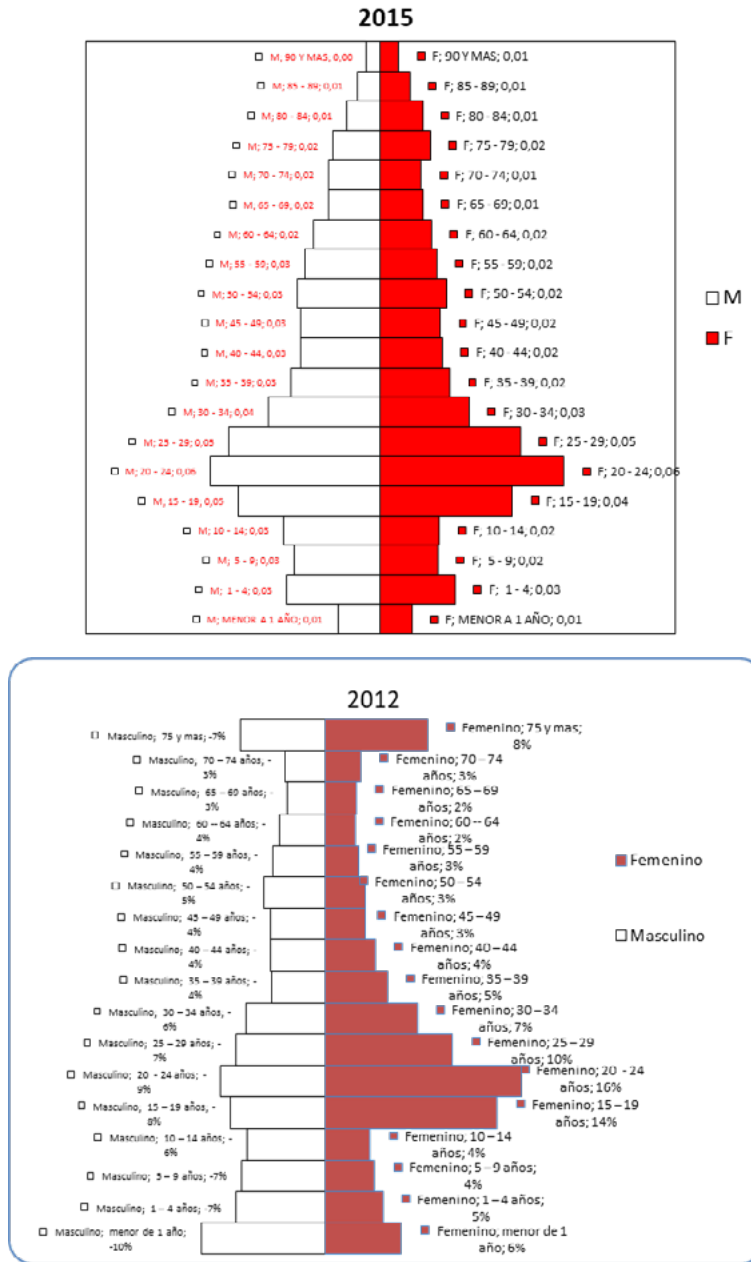 2015
M, 90 Y MAS, 0,00
F; 90 Y MAS; 0,01
M; 85 - 89; 0,01
F; 85 - 89; 0,01
M; 80 - 84; 0,01
F; 80 - 84; 0,01
M; 75 - 79; 0,02
F; 75 - 79; 0,02
M; 70 - 74; 0,02
F; 70 - 74; 0,01
M, 65 - 69, 0,02
F; 65 - 69; 0,01
M; 60 - 64; 0,02
F, 60 - 64, 0,02
M; 55 - 59; 0,03
F; 55 - 59; 0,02
M; 50 - 54; 0,03
F; 50 - 54; 0,02
M; 45 - 49; 0,03
F; 45 - 49; 0,02
M, 40 - 44, 0,03
F; 40 - 44; 0,02
M; 35 - 39; 0,03
F, 35 - 39, 0,02
M; 30 - 34; 0,04
F; 30 - 34; 0,03
M; 25 - 29; 0,05
F; 25 - 29; 0,05
M; 20 - 24; 0,06
F; 20 - 24; 0,06
M, 15 - 19, 0,05
F; 15 - 19; 0,04
M; 10 - 14; 0,03
F, 10 - 14, 0,02
M; 5 - 9; 0,03
F; 5 - 9; 0,02
M; 1 - 4; 0,03
F; 1 - 4; 0,03
M; MENOR A 1 AÑO; 0,01
F; MENOR A 1 AÑO; 0,01
M
F
2012
Masculino; 75 y mas; -7%
Femenino; 75 y mas;
8%
Masculino, 70 – 74 años, -
3%
Femenino; 70 – 74
años; 3%
Masculino; 65 – 69 años; -
3%
Femenino; 65 – 69
años; 2%
Masculino; 60 – 64 años; -
4%
Femenino; 60 – 64
años; 2%
Masculino; 55 – 59 años, -
4%
Femenino, 55 – 59
años; 3%
Masculino; 50 – 54 años; -
5%
Femenino; 50 – 54
años; 3%
Masculino; 45 – 49 años; -
4%
Femenino; 45 – 49
años; 3%
Masculino; 40 – 44 años; -
4%
Femenino; 40 – 44
años; 4%
Masculino; 35 – 39 años; -
4%
Femenino; 35 – 39
años; 5%
Masculino, 30 – 34 años, -
6%
Femenino; 30 – 34
años, 7%
Masculino; 25 – 29 años; -
7%
Femenino; 25 – 29
años; 10%
Masculino; 20 - 24 años; -
9%
Femenino; 20 - 24
años; 16%
Masculino; 15 – 19 años, -
8%
Femenino; 15 – 19
años; 14%
Masculino; 10 – 14 años; -
6%
Femenino, 10 – 14
años; 4%
Masculino; 5 – 9 años; -7%
Femenino; 5 – 9 años;
4%
Masculino; 1 – 4 años; -7%
Femenino; 1 – 4 años;
5%
Masculino; menor de 1 año;
-10%
Femenino, menor de 1
año; 6%
Femenino
Masculino